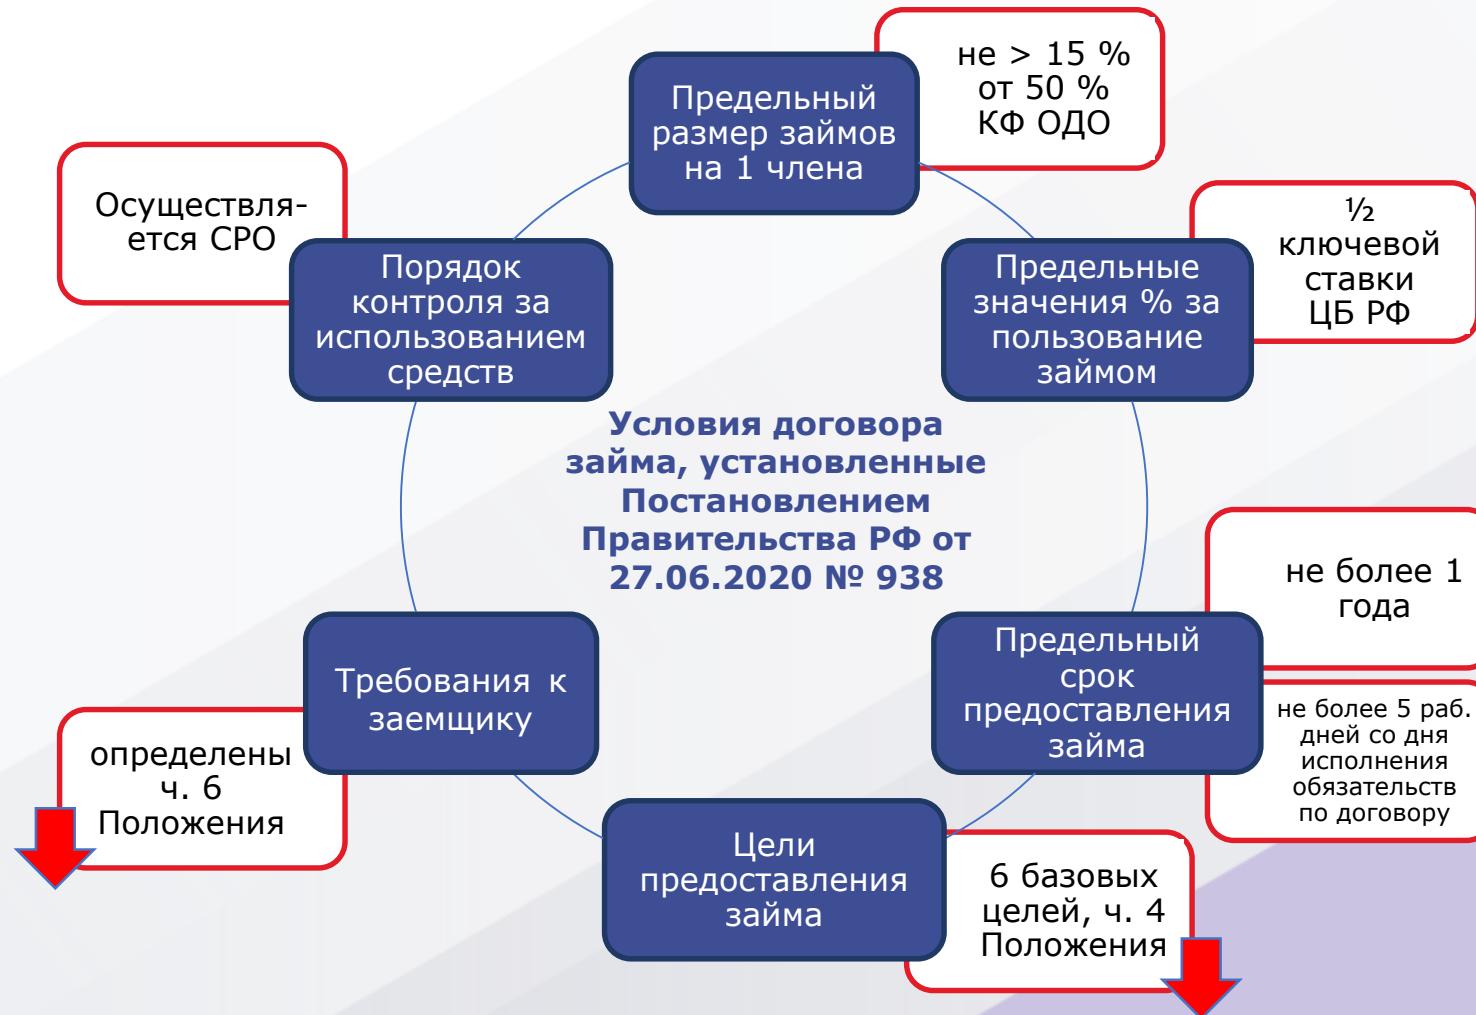 не > 15 %
от 50 %
КФ ОДО
Предельный
размер займов
на 1 члена
½
ключевой
ставки
ЦБ РФ
Предельные
значения % за
пользование
займом
не более 1
года
не более 5 раб.
дней со дня
исполнения
обязательств
по договору
Предельный
срок
предоставления
займа
6 базовых
целей, ч. 4
Положения
Цели
предоставления
займа
определены
ч. 6
Положения
Требования к
заемщику
Осуществля-
ется СРО
Порядок
контроля за
использованием
средств
Условия договора
займа, установленные
Постановлением
Правительства РФ от
27.06.2020 № 938